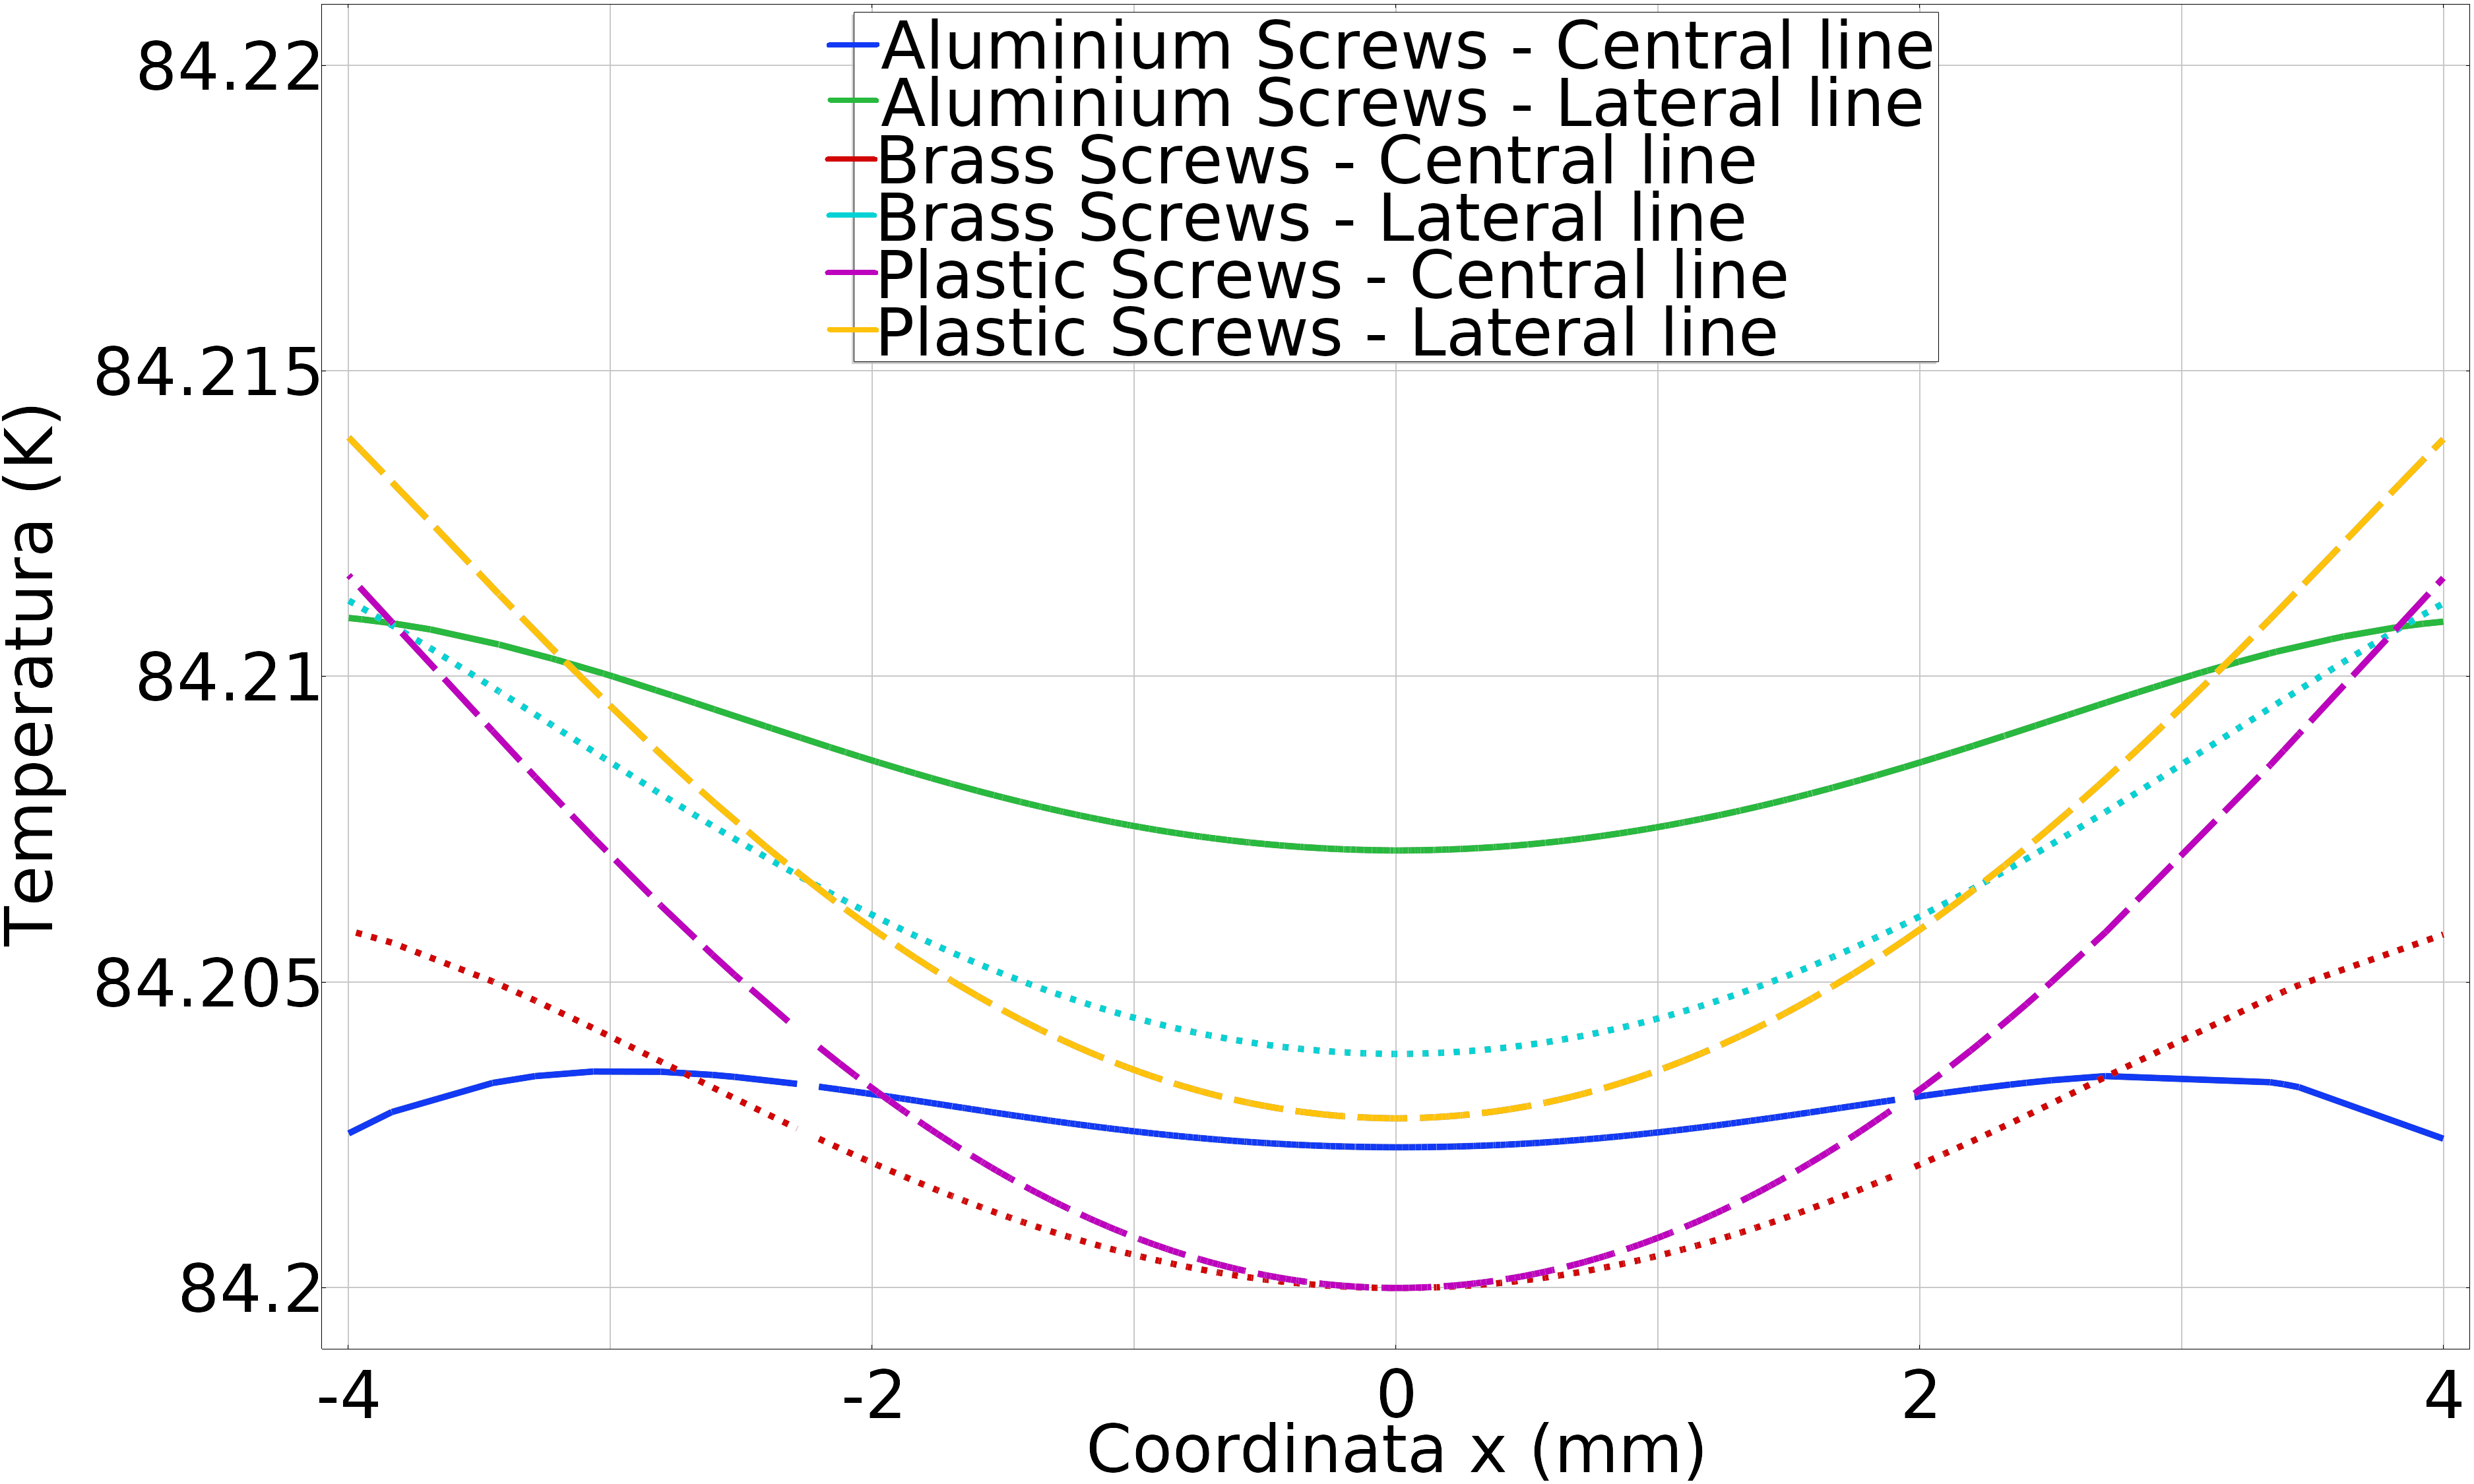 84.22
84.215
84.21
84.205
84.2
Temperatura (K)
Aluminium Screws - Central line
Aluminium Screws - Lateral line
Brass Screws - Central line
Brass Screws - Lateral line
Plastic Screws - Central line
Plastic Screws - Lateral line
-4
-2
0
2
4
Coordinata x (mm)